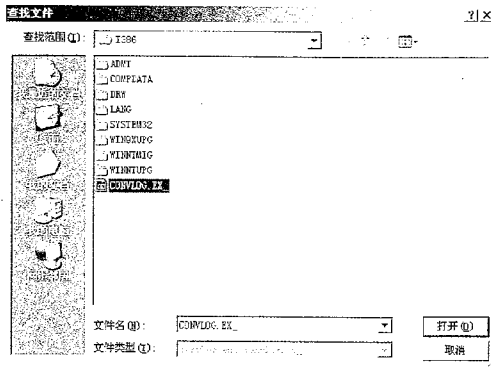 查找文件
?|×
查找范围(I):
I386
ADMT
COMPDATA
DRW
LANG
SYSTEM32
WIN9XUPG
WINNTMIG
WINNTUPG
CONVLOG.EX_
文件名(N):
CONVLOG.EX_
打开(O)
文件类型(T):
取消